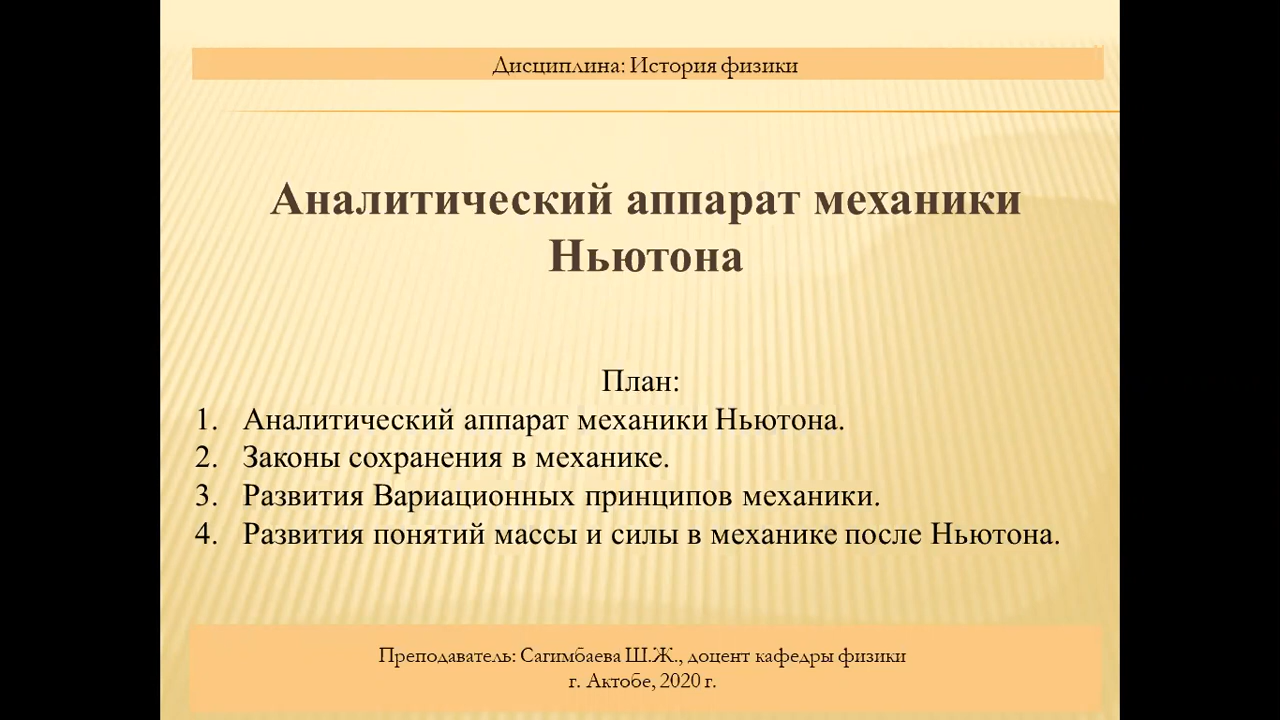 Дисциплина: История физики
Аналитический аппарат механики
Ньютона
План:
1. Аналитический аппарат механики Ньютона.
2. Законы сохранения в механике.
3. Развития Вариационных принципов механики.
4. Развития понятий массы и силы в механике после Ньютона.
Преподаватель: Сагимбаева Ш.Ж., доцент кафедры физики
г. Актобе, 2020 г.